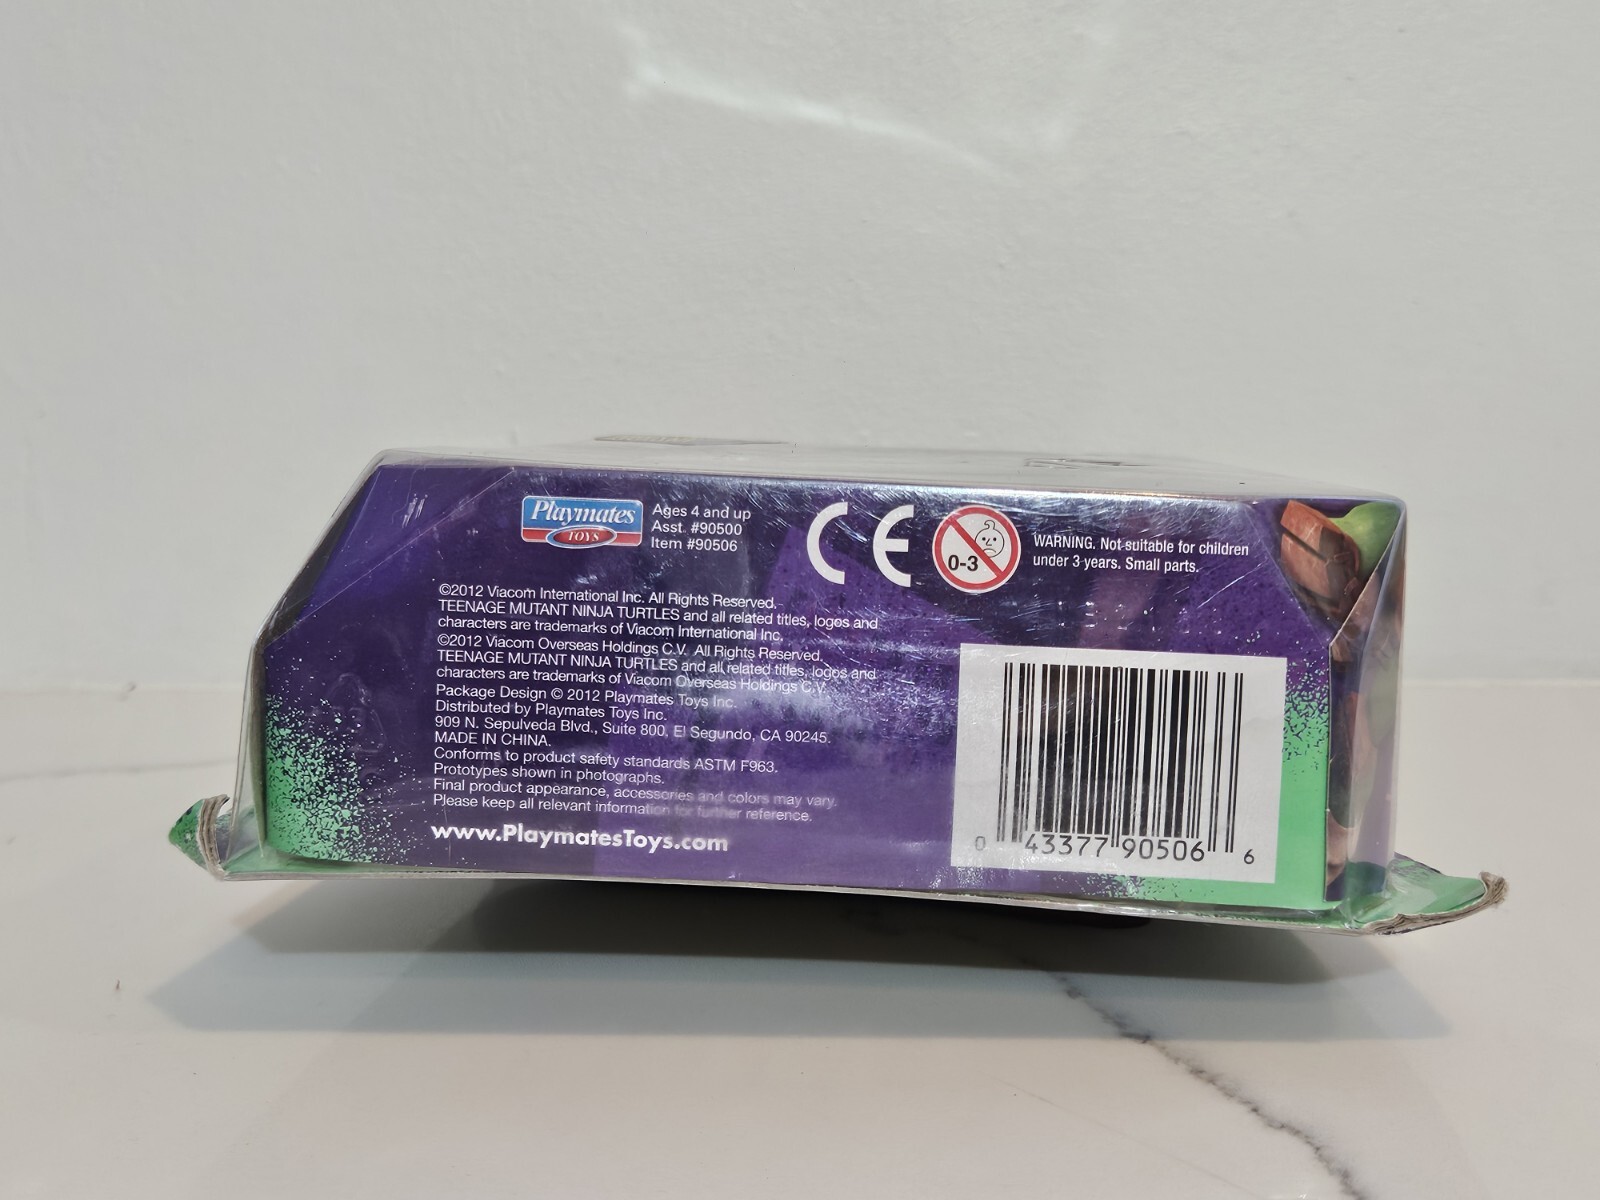 Playmates
TOYS
Ages 4 and up
Asst. #90500
Item #90506
CE
0-3
WARNING. Not suitable for children
under 3 years. Small parts.
©2012 Viacom International Inc. All Rights Reserved.
TEENAGE MUTANT NINJA TURTLES and all related titles, logos and
characters are trademarks of Viacom International Inc.
©2012 Viacom Overseas Holdings C.V. All Rights Reserved.
TEENAGE MUTANT NINJA TURTLES and all related titles, logos and
characters are trademarks of Viacom Overseas Holdings C.V.
Package Design © 2012 Playmates Toys Inc.
Distributed by Playmates Toys Inc.
909 N. Sepulveda Blvd., Suite 800, El Segundo, CA 90245.
MADE IN CHINA.
Conforms to product safety standards ASTM F963.
Prototypes shown in photographs.
Final product appearance, accessories and colors may vary.
Please keep all relevant information for further reference.
www.PlaymatesToys.com
0 43377 90506 6